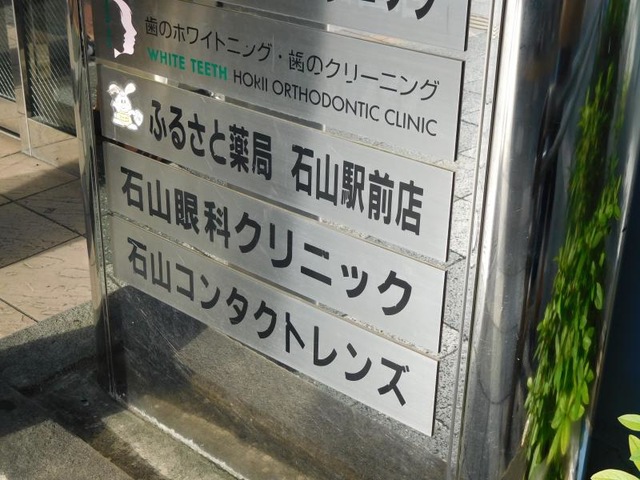 歯のホワイトニング・歯のクリーニング
WHITE TEETH HOKII ORTHODONTIC CLINIC
ふるさと薬局 石山駅前店
石山眼科クリニック
石山コンタクトレンズ